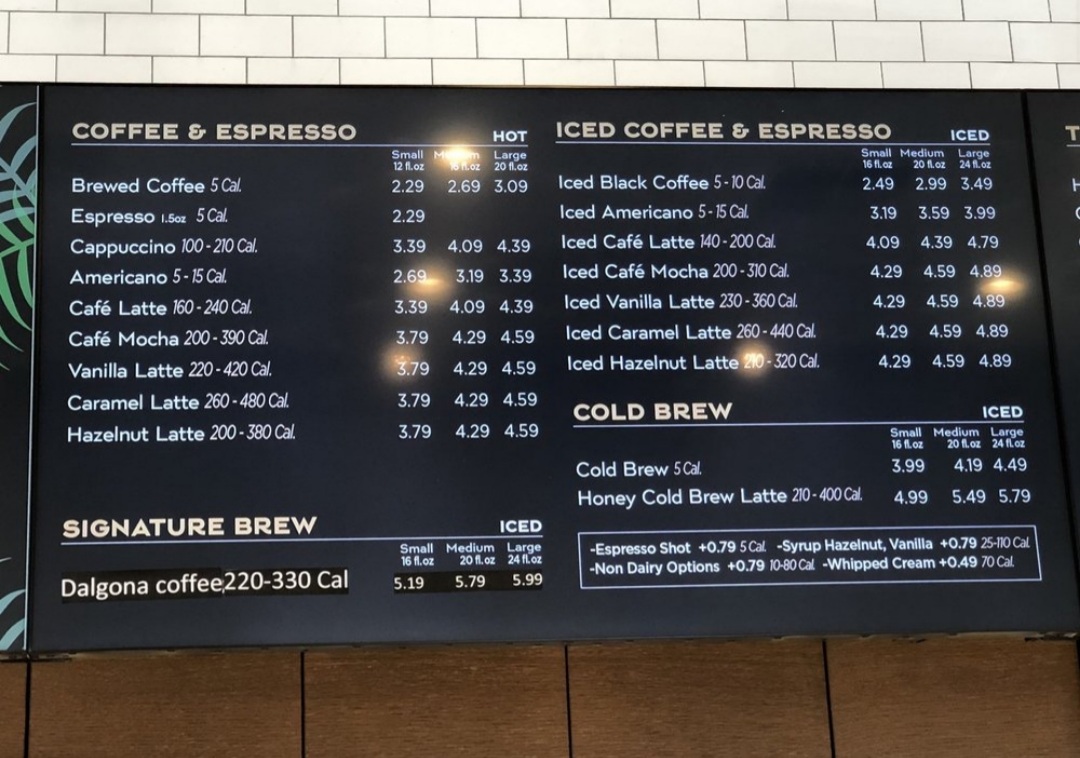 COFFEE & ESPRESSO HOT
Small Medium Large
12 fl.oz 16 fl.oz 20 fl.oz
Brewed Coffee 5 Cal. 2.29 2.69 3.09
Espresso 1.5oz 5 Cal. 2.29
Cappuccino 100-210 Cal. 3.39 4.09 4.39
Americano 5-15 Cal. 2.69 3.19 3.39
Café Latte 160-240 Cal. 3.39 4.09 4.39
Café Mocha 200-390 Cal. 3.79 4.29 4.59
Vanilla Latte 220-420 Cal. 3.79 4.29 4.59
Caramel Latte 260-480 Cal. 3.79 4.29 4.59
Hazelnut Latte 200-380 Cal. 3.79 4.29 4.59
SIGNATURE BREW ICED
Small Medium Large
16 fl.oz 20 fl.oz 24 fl.oz
Dalgona coffee 220-330 Cal 5.19 5.79 5.99
ICED COFFEE & ESPRESSO ICED
Small Medium Large
16 fl.oz 20 fl.oz 24 fl.oz
Iced Black Coffee 5-10 Cal. 2.49 2.99 3.49
Iced Americano 5-15 Cal. 3.19 3.59 3.99
Iced Café Latte 140-200 Cal. 4.09 4.39 4.79
Iced Café Mocha 200-310 Cal. 4.29 4.59 4.89
Iced Vanilla Latte 230-360 Cal. 4.29 4.59 4.89
Iced Caramel Latte 260-440 Cal. 4.29 4.59 4.89
Iced Hazelnut Latte 210-320 Cal. 4.29 4.59 4.89
COLD BREW ICED
Small Medium Large
16 fl.oz 20 fl.oz 24 fl.oz
Cold Brew 5 Cal. 3.99 4.19 4.49
Honey Cold Brew Latte 210-400 Cal. 4.99 5.49 5.79
-Espresso Shot +0.79 5 Cal. -Syrup Hazelnut, Vanilla +0.79 25-110 Cal.
-Non Dairy Options +0.79 10-80 Cal. -Whipped Cream +0.49 70 Cal.